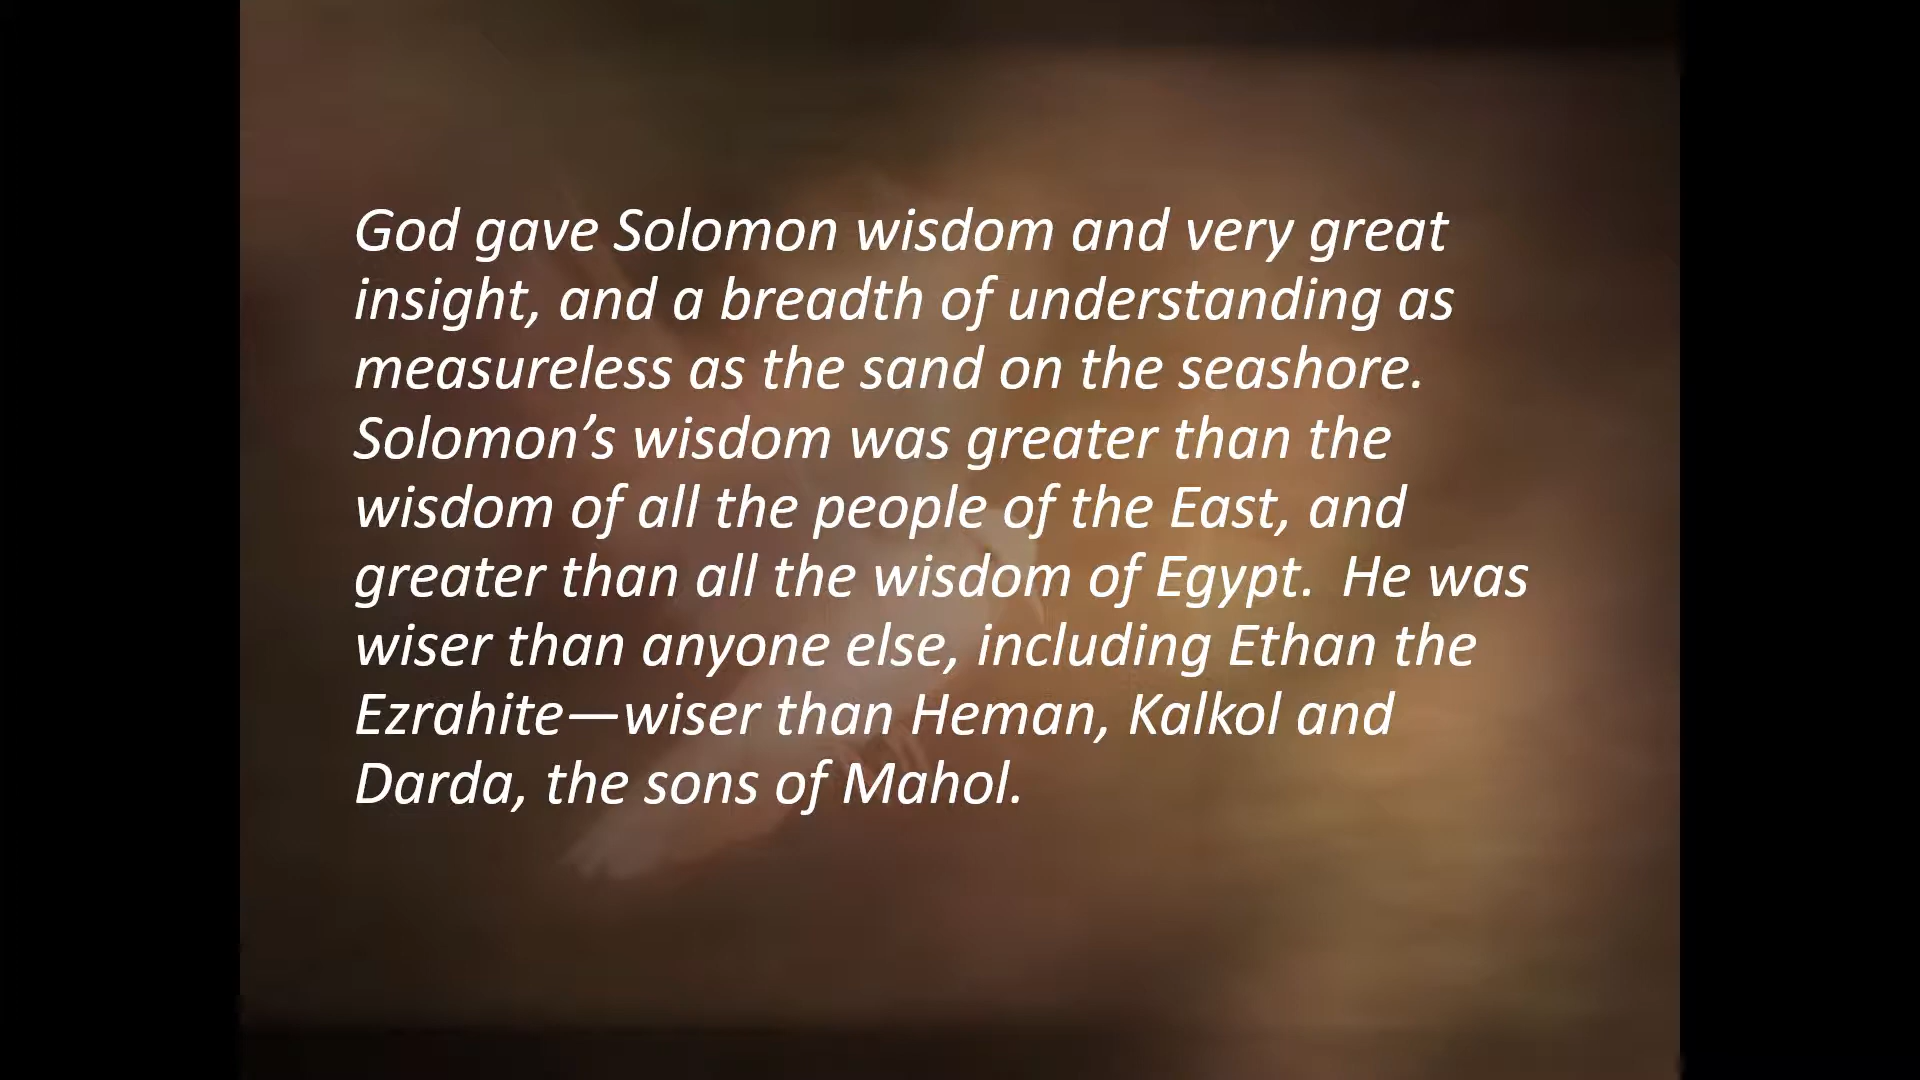 God gave Solomon wisdom and very great
insight, and a breadth of understanding as
measureless as the sand on the seashore.
Solomon’s wisdom was greater than the
wisdom of all the people of the East, and
greater than all the wisdom of Egypt.  He was
wiser than anyone else, including Ethan the
Ezrahite—wiser than Heman, Kalkol and
Darda, the sons of Mahol.